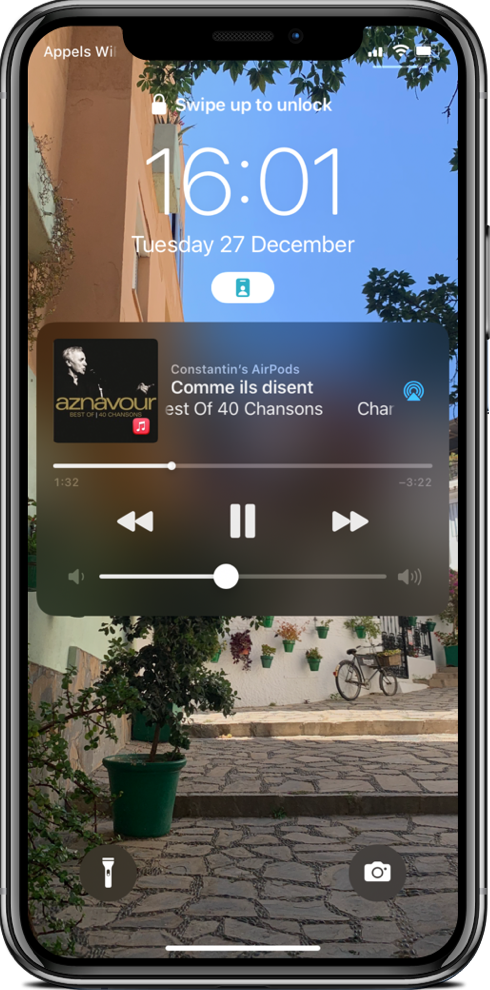 Appels Wi
Swipe up to unlock
16:01
Tuesday 27 December
Constantin's AirPods
Comme ils disent
est Of 40 Chansons Char
aznavour
BEST OF | 40 CHANSONS
1:32
−3:22